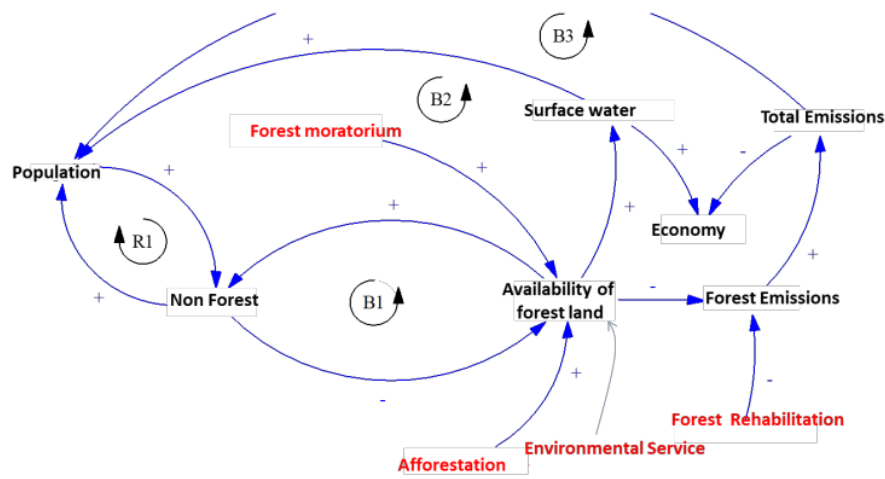 B3
+
B2
Surface water
Total Emissions
Forest moratorium
+
-
+
Population
+
+
+
Economy
R1
+
Non Forest
B1
Availability of
forest land
-
Forest Emissions
+
-
+
-
Forest Rehabilitation
Environmental Service
Afforestation